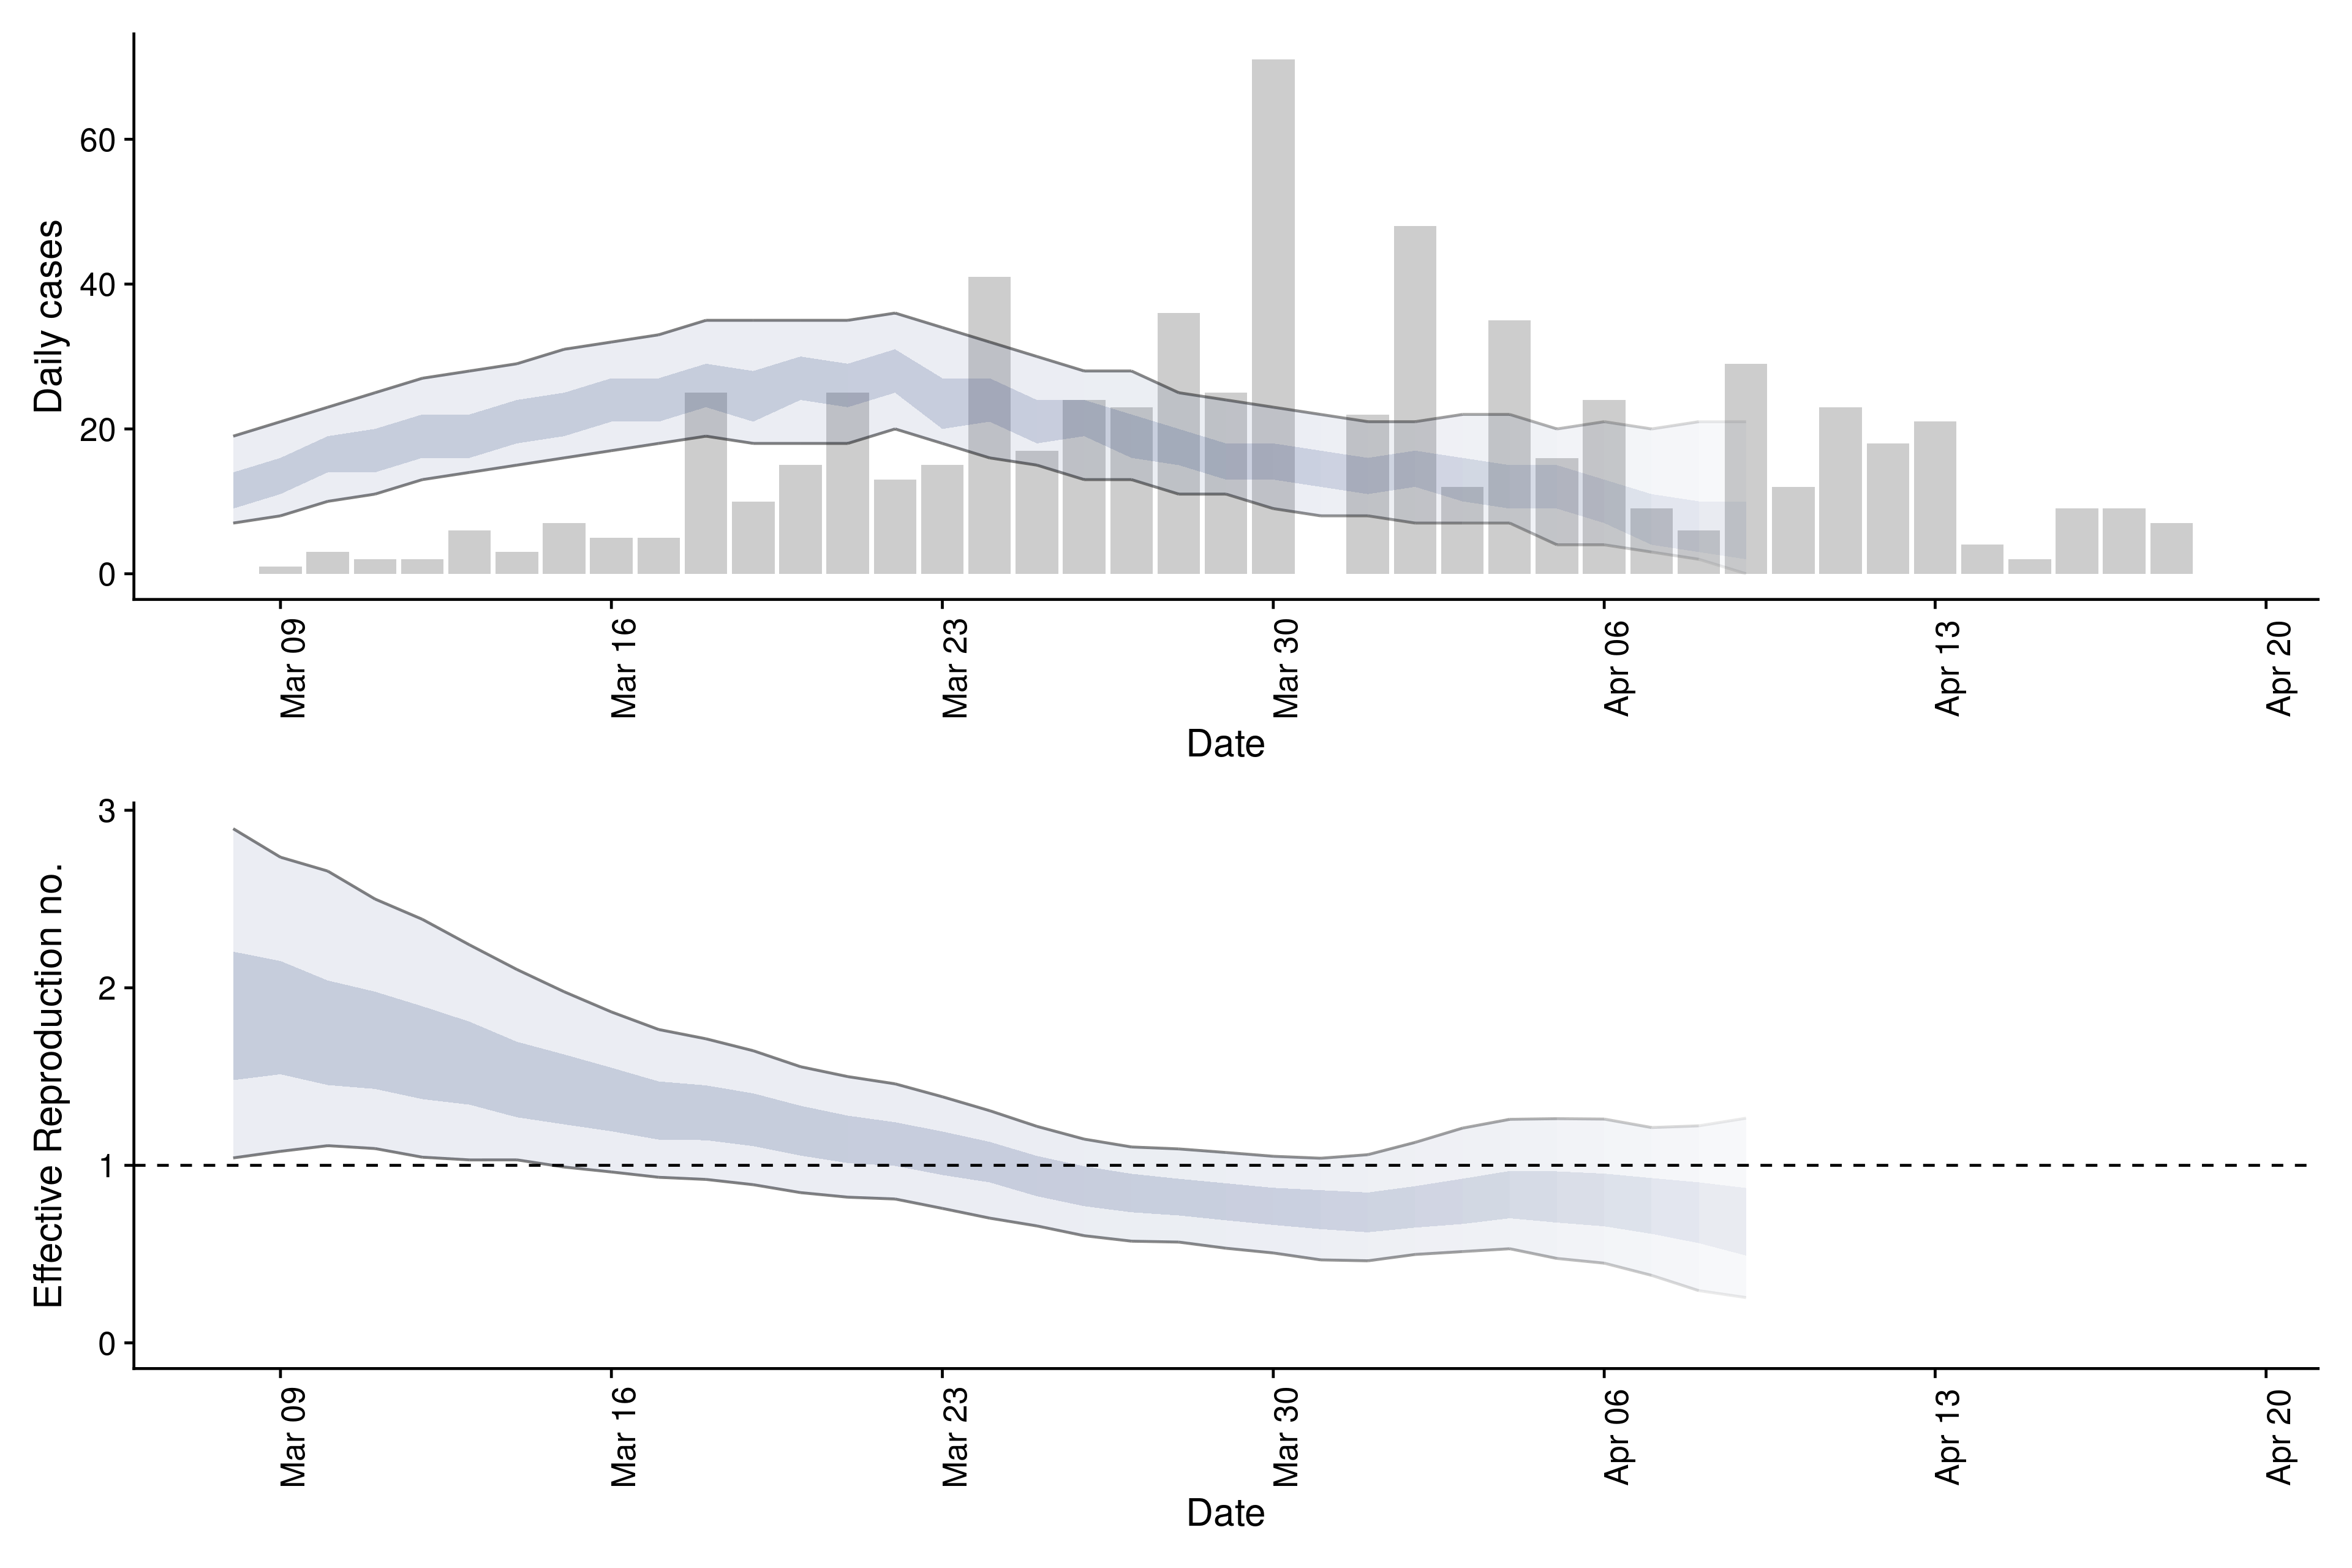 Daily cases
60
40
20
0
Mar 09
Mar 16
Mar 23
Mar 30
Apr 06
Apr 13
Apr 20
Date
Effective Reproduction no.
3
2
1
0
Mar 09
Mar 16
Mar 23
Mar 30
Apr 06
Apr 13
Apr 20
Date